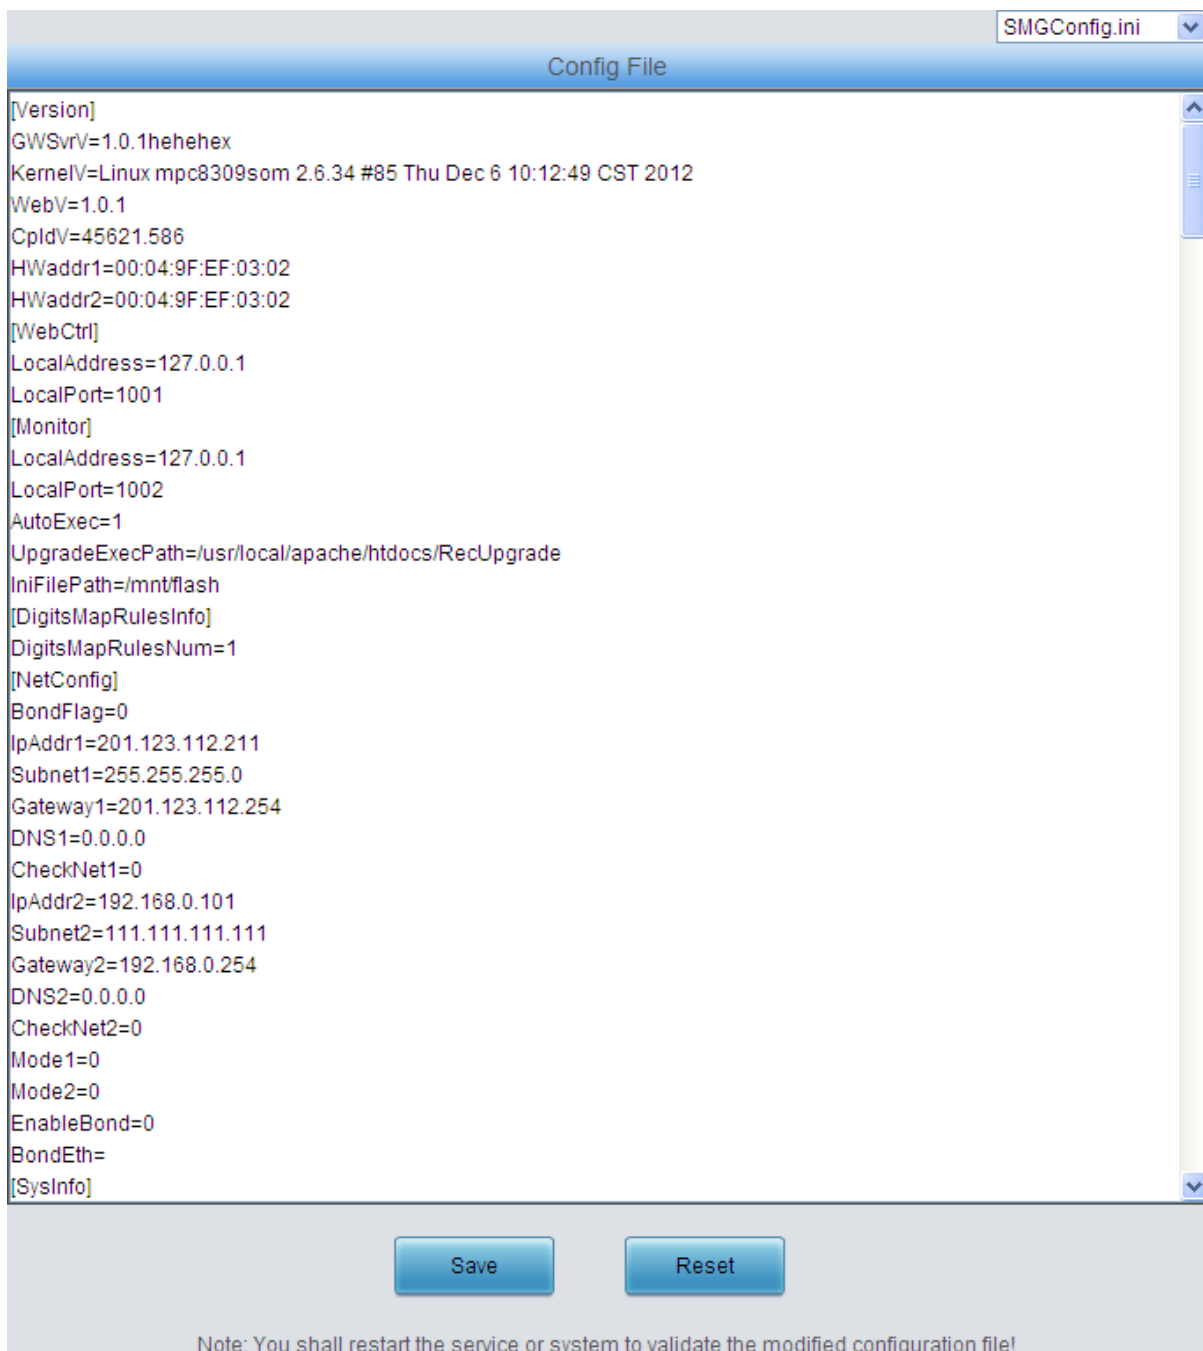 SMGConfig.ini
Config File
[Version]
GWSvrV=1.0.1hehehex
KernelV=Linux mpc8309som 2.6.34 #85 Thu Dec 6 10:12:49 CST 2012
WebV=1.0.1
CpldV=45621.586
HWaddr1=00:04:9F:EF:03:02
HWaddr2=00:04:9F:EF:03:02
[WebCtrl]
LocalAddress=127.0.0.1
LocalPort=1001
[Monitor]
LocalAddress=127.0.0.1
LocalPort=1002
AutoExec=1
UpgradeExecPath=/usr/local/apache/htdocs/RecUpgrade
IniFilePath=/mnt/flash
[DigitsMapRulesInfo]
DigitsMapRulesNum=1
[NetConfig]
BondFlag=0
IpAddr1=201.123.112.211
Subnet1=255.255.255.0
Gateway1=201.123.112.254
DNS1=0.0.0.0
CheckNet1=0
IpAddr2=192.168.0.101
Subnet2=111.111.111.111
Gateway2=192.168.0.254
DNS2=0.0.0.0
CheckNet2=0
Mode1=0
Mode2=0
EnableBond=0
BondEth=
[SysInfo]
Save
Reset
Note: You shall restart the service or system to validate the modified configuration file!